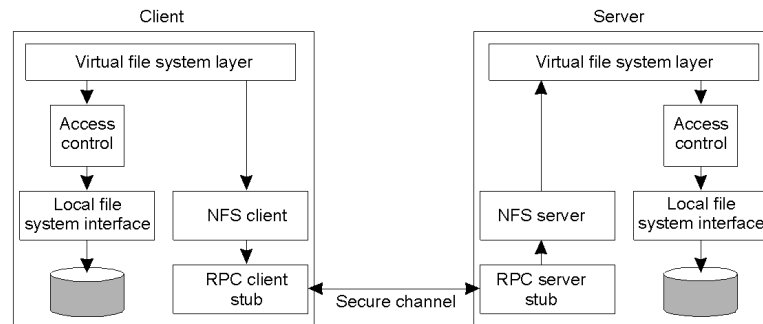 Client
Server
Virtual file system layer
Virtual file system layer
Access
control
Access
control
Local file
system interface
NFS client
NFS server
Local file
system interface
RPC client
stub
Secure channel
RPC server
stub